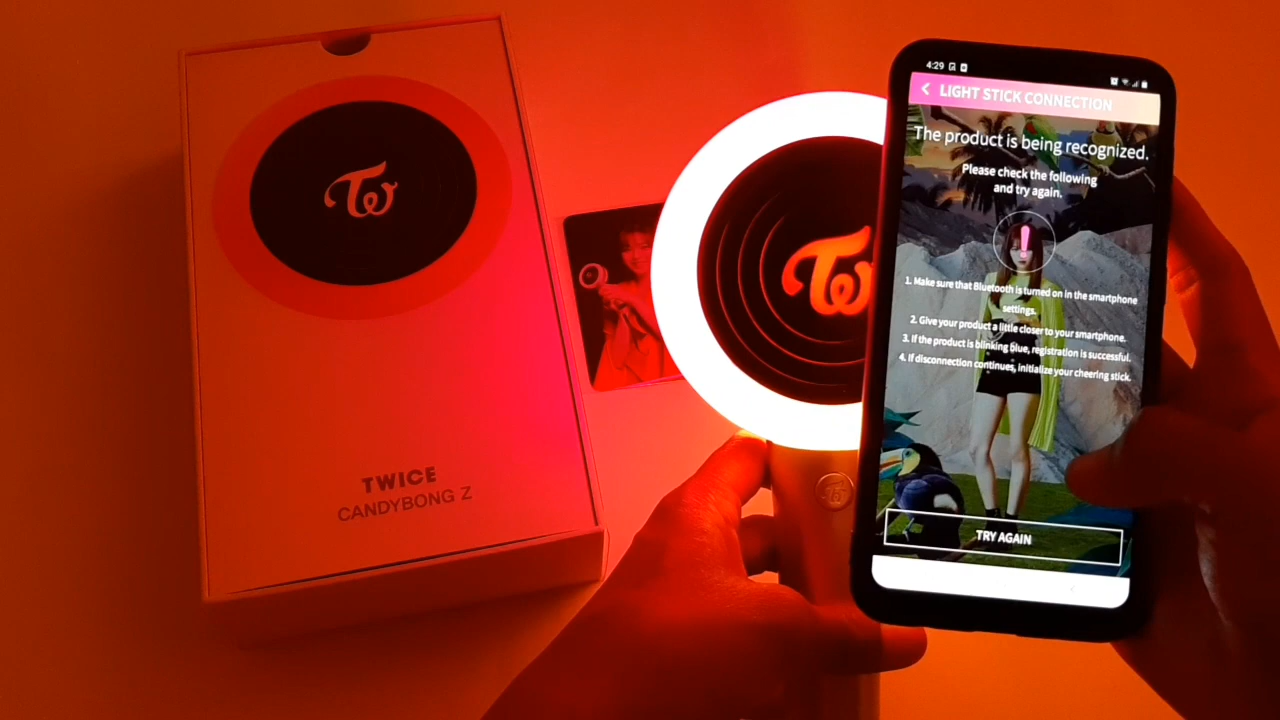 TW
TWICE
CANDYBONG Z
TW
4:29
LIGHT STICK CONNECTION
The product is being recognized.
Please check the following
and try again.
!
1. Make sure that Bluetooth is turned on in the smartphone
settings.
2. Give your product a little closer to your smartphone.
3. If the product is blinking blue, registration is successful.
4. If disconnection continues, initialize your cheering stick.
TRY AGAIN